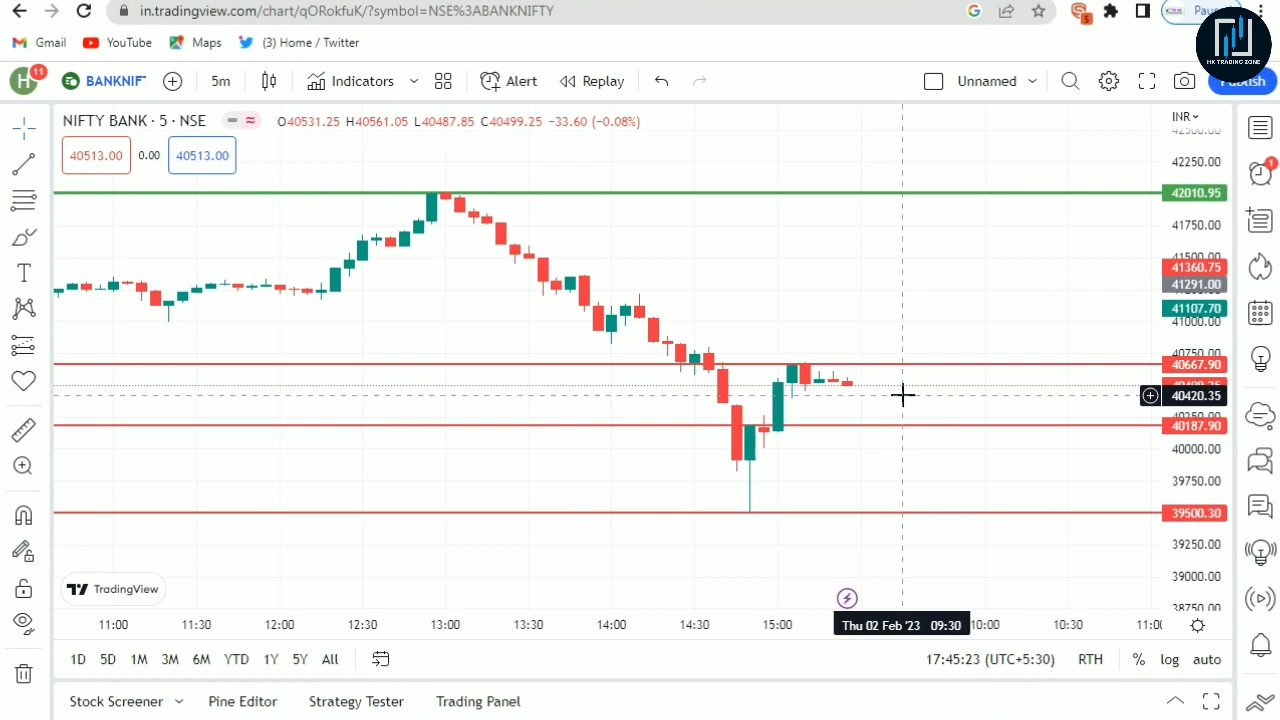 in.tradingview.com/chart/qORokfuK/?symbol=NSE%3ABANKNIFTY
5
Gmail YouTube Maps (3) Home / Twitter
HK TRADING ZONE
H 11 BANKNIF 5m Indicators Alert Replay Unnamed
NIFTY BANK · 5 · NSE O40531.25 H40561.05 L40487.85 C40499.25 −33.60 (−0.08%)
INR
40513.00 0.00 40513.00
42250.00
42010.95
1
41750.00
41500.00
41360.75
41291.00
41107.70
41000.00
40750.00
40667.90
40420.35
40187.90
40000.00
39750.00
39500.30
39250.00
39000.00
38750.00
TradingView
11:00 11:30 12:00 12:30 13:00 13:30 14:00 14:30 15:00 Thu 02 Feb '23 09:30 10:00 10:30
1D 5D 1M 3M 6M YTD 1Y 5Y All 17:45:23 (UTC+5:30) RTH % log auto
Stock Screener Pine Editor Strategy Tester Trading Panel